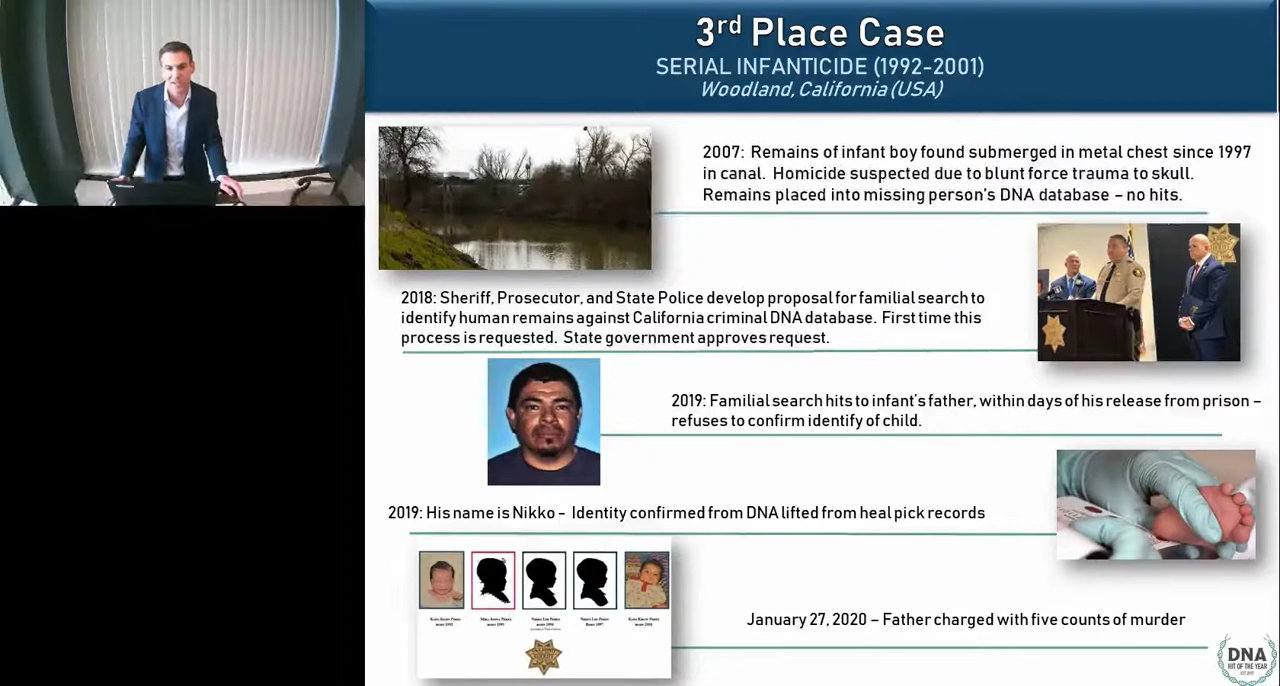 3rd Place Case
SERIAL INFANTICIDE (1992-2001)
Woodland, California (USA)
2007: Remains of infant boy found submerged in metal chest since 1997
in canal. Homicide suspected due to blunt force trauma to skull.
Remains placed into missing person's DNA database – no hits.
2018: Sheriff, Prosecutor, and State Police develop proposal for familial search to
identify human remains against California criminal DNA database. First time this
process is requested. State government approves request.
2019: Familial search hits to infant's father, within days of his release from prison –
refuses to confirm identify of child.
2019: His name is Nikko - Identity confirmed from DNA lifted from heal pick records
January 27, 2020 – Father charged with five counts of murder
DNA
HIT OF THE YEAR